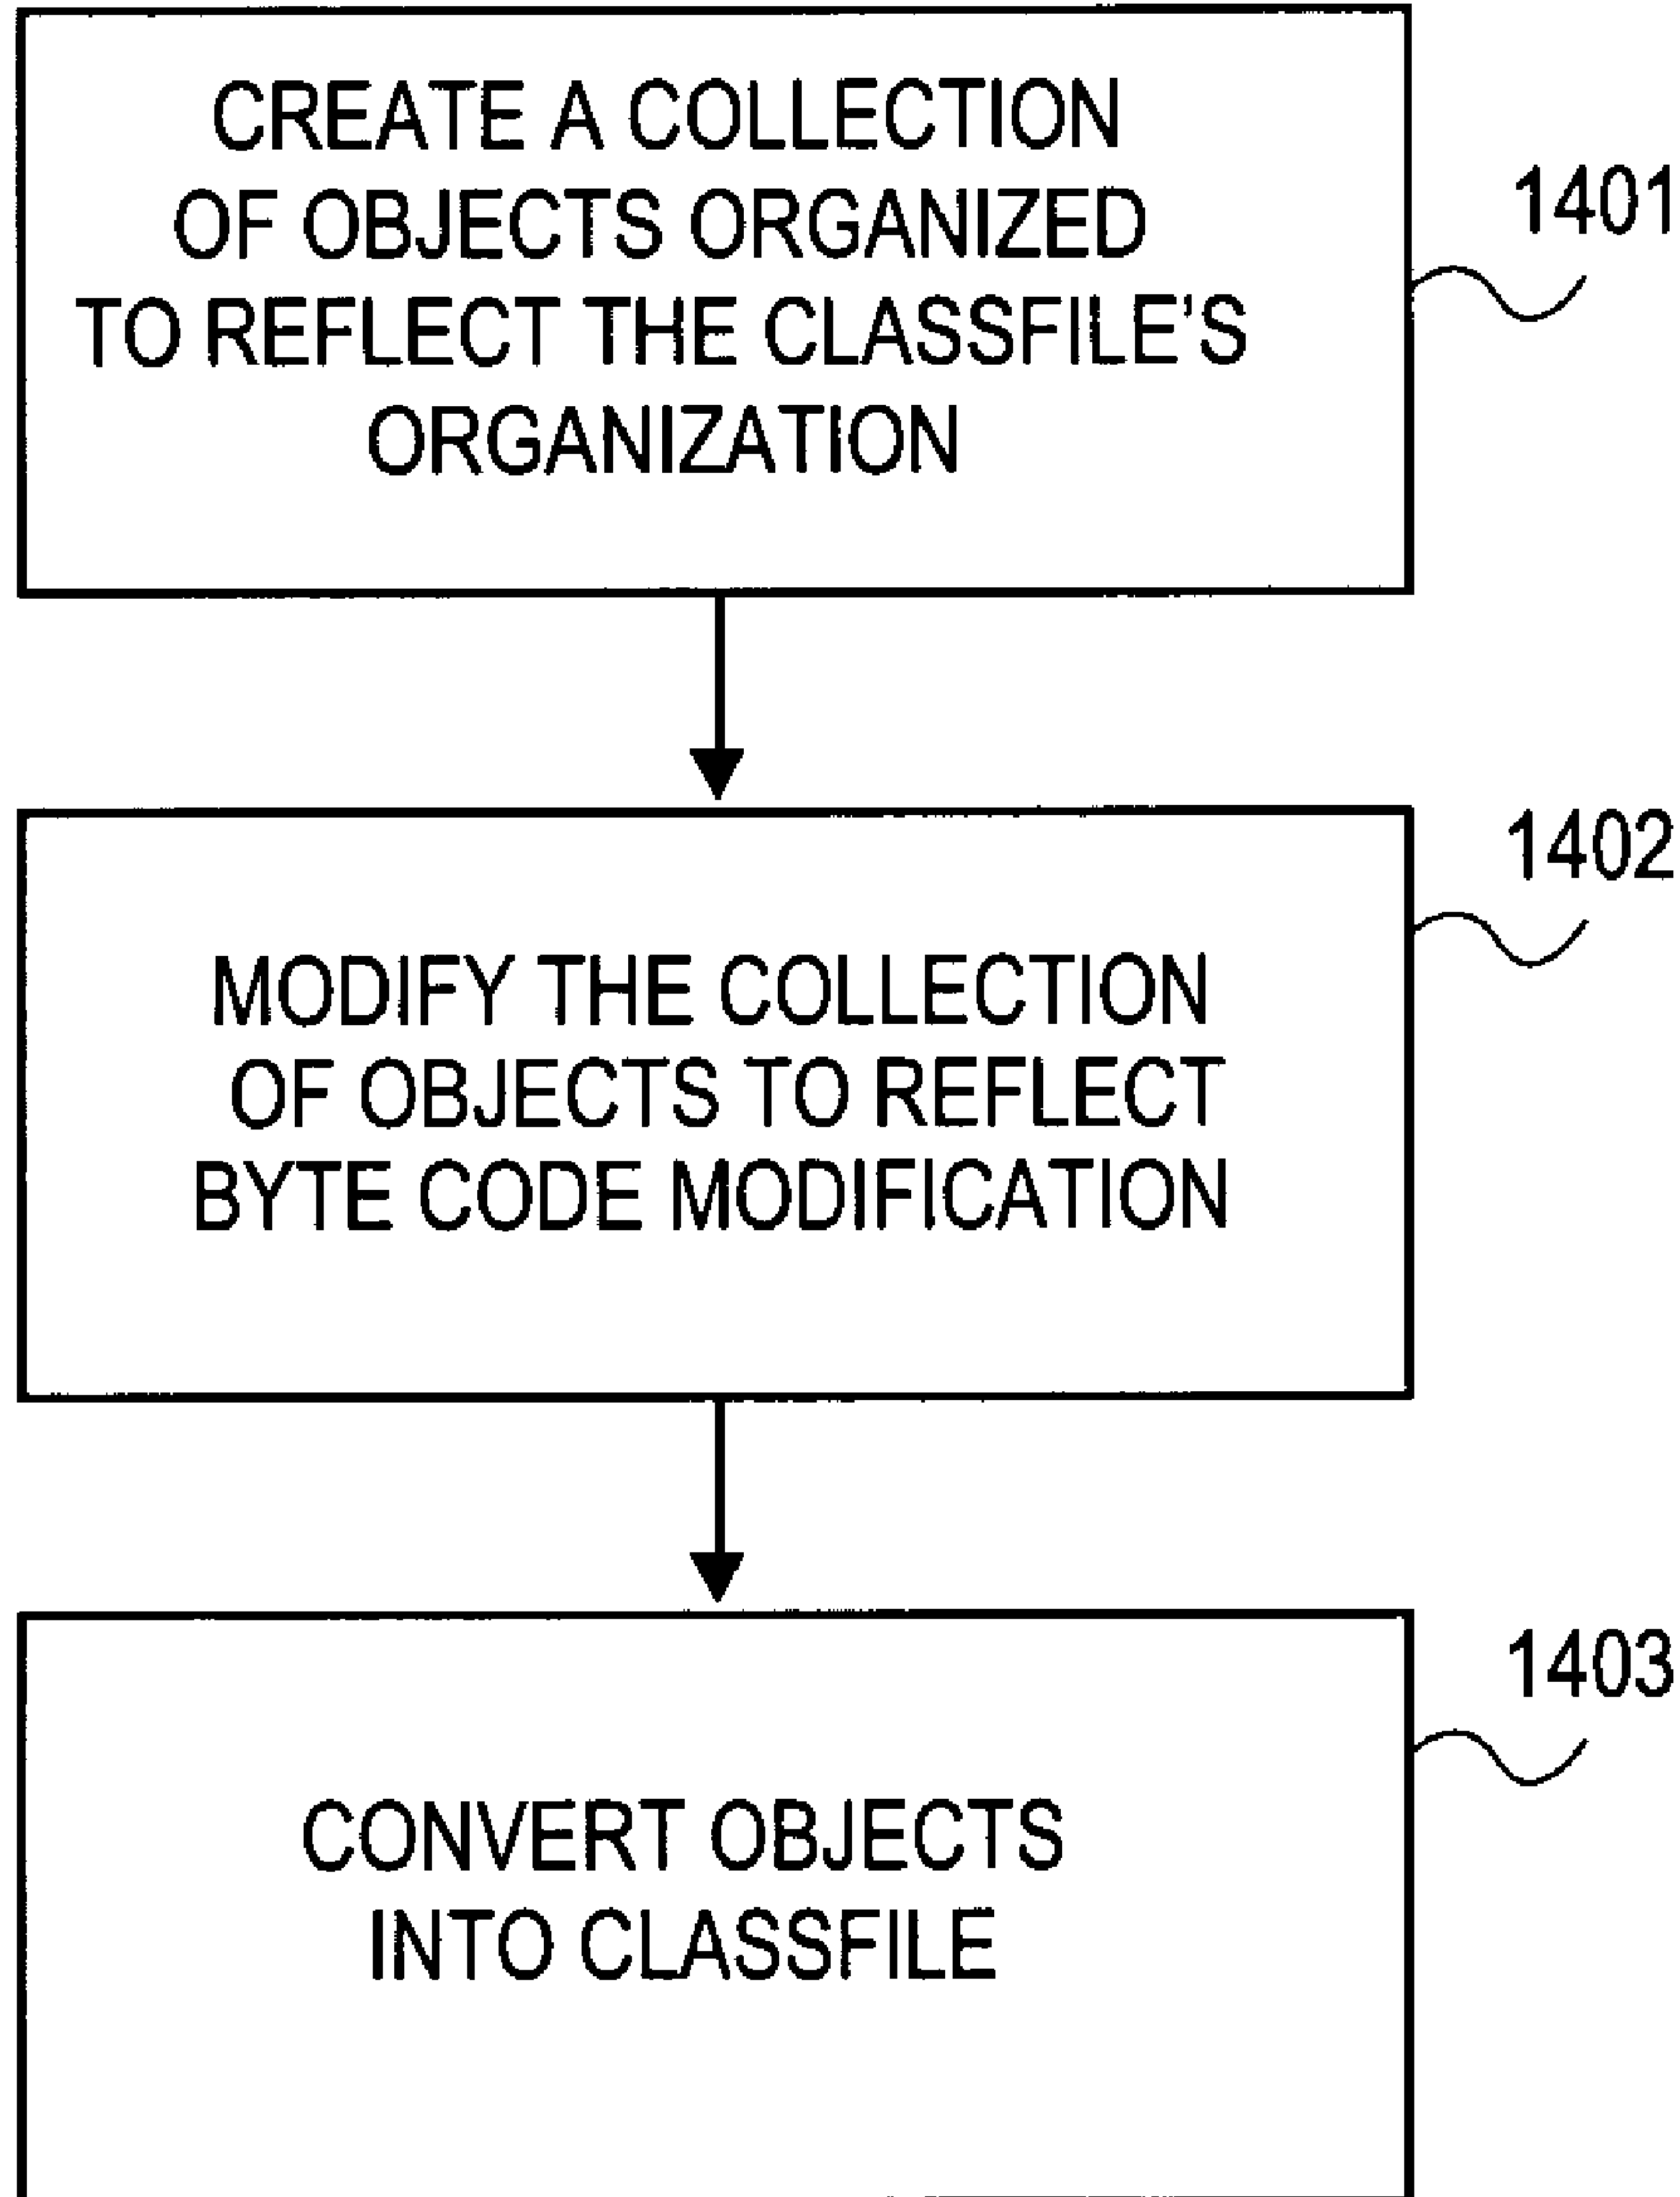 CREATE A COLLECTION
OF OBJECTS ORGANIZED
TO REFLECT THE CLASSFILE'S
ORGANIZATION
1401
MODIFY THE COLLECTION
OF OBJECTS TO REFLECT
BYTE CODE MODIFICATION
1402
CONVERT OBJECTS
INTO CLASSFILE
1403